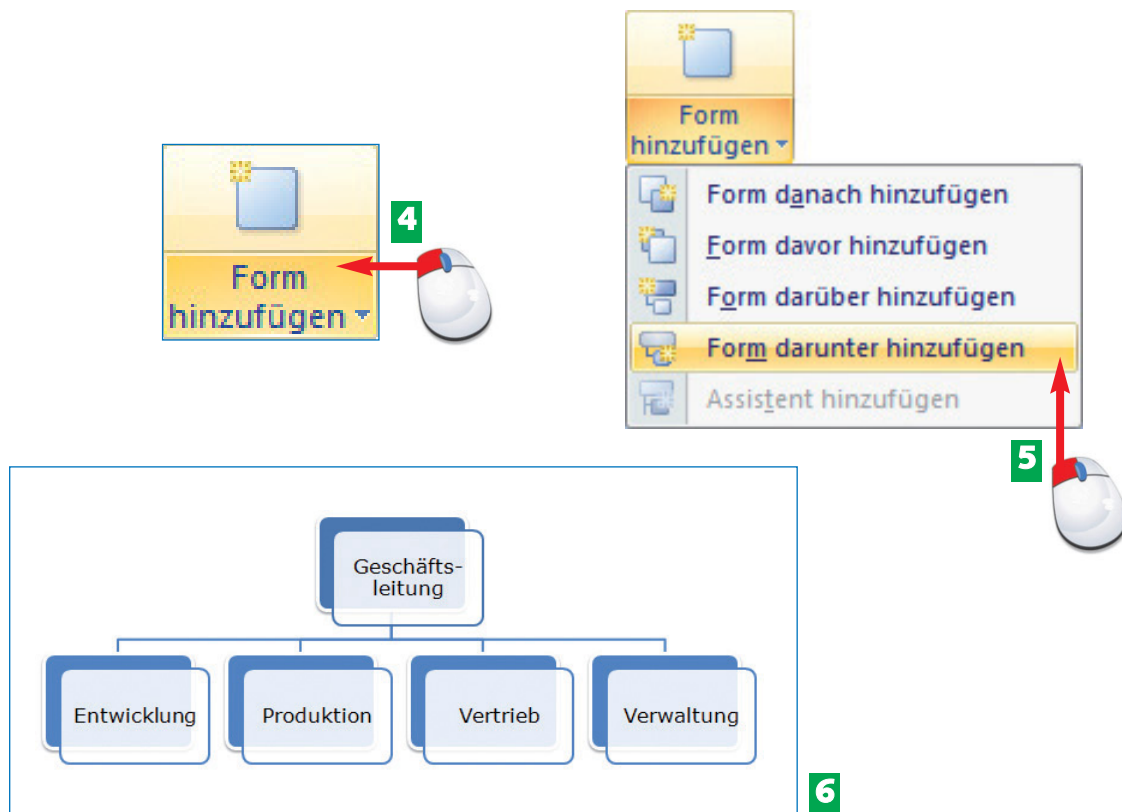 4
Form
hinzufügen
Form
hinzufügen
Form danach hinzufügen
Form davor hinzufügen
Form darüber hinzufügen
Form darunter hinzufügen
Assistent hinzufügen
5
Geschäfts-
leitung
Entwicklung
Produktion
Vertrieb
Verwaltung
6